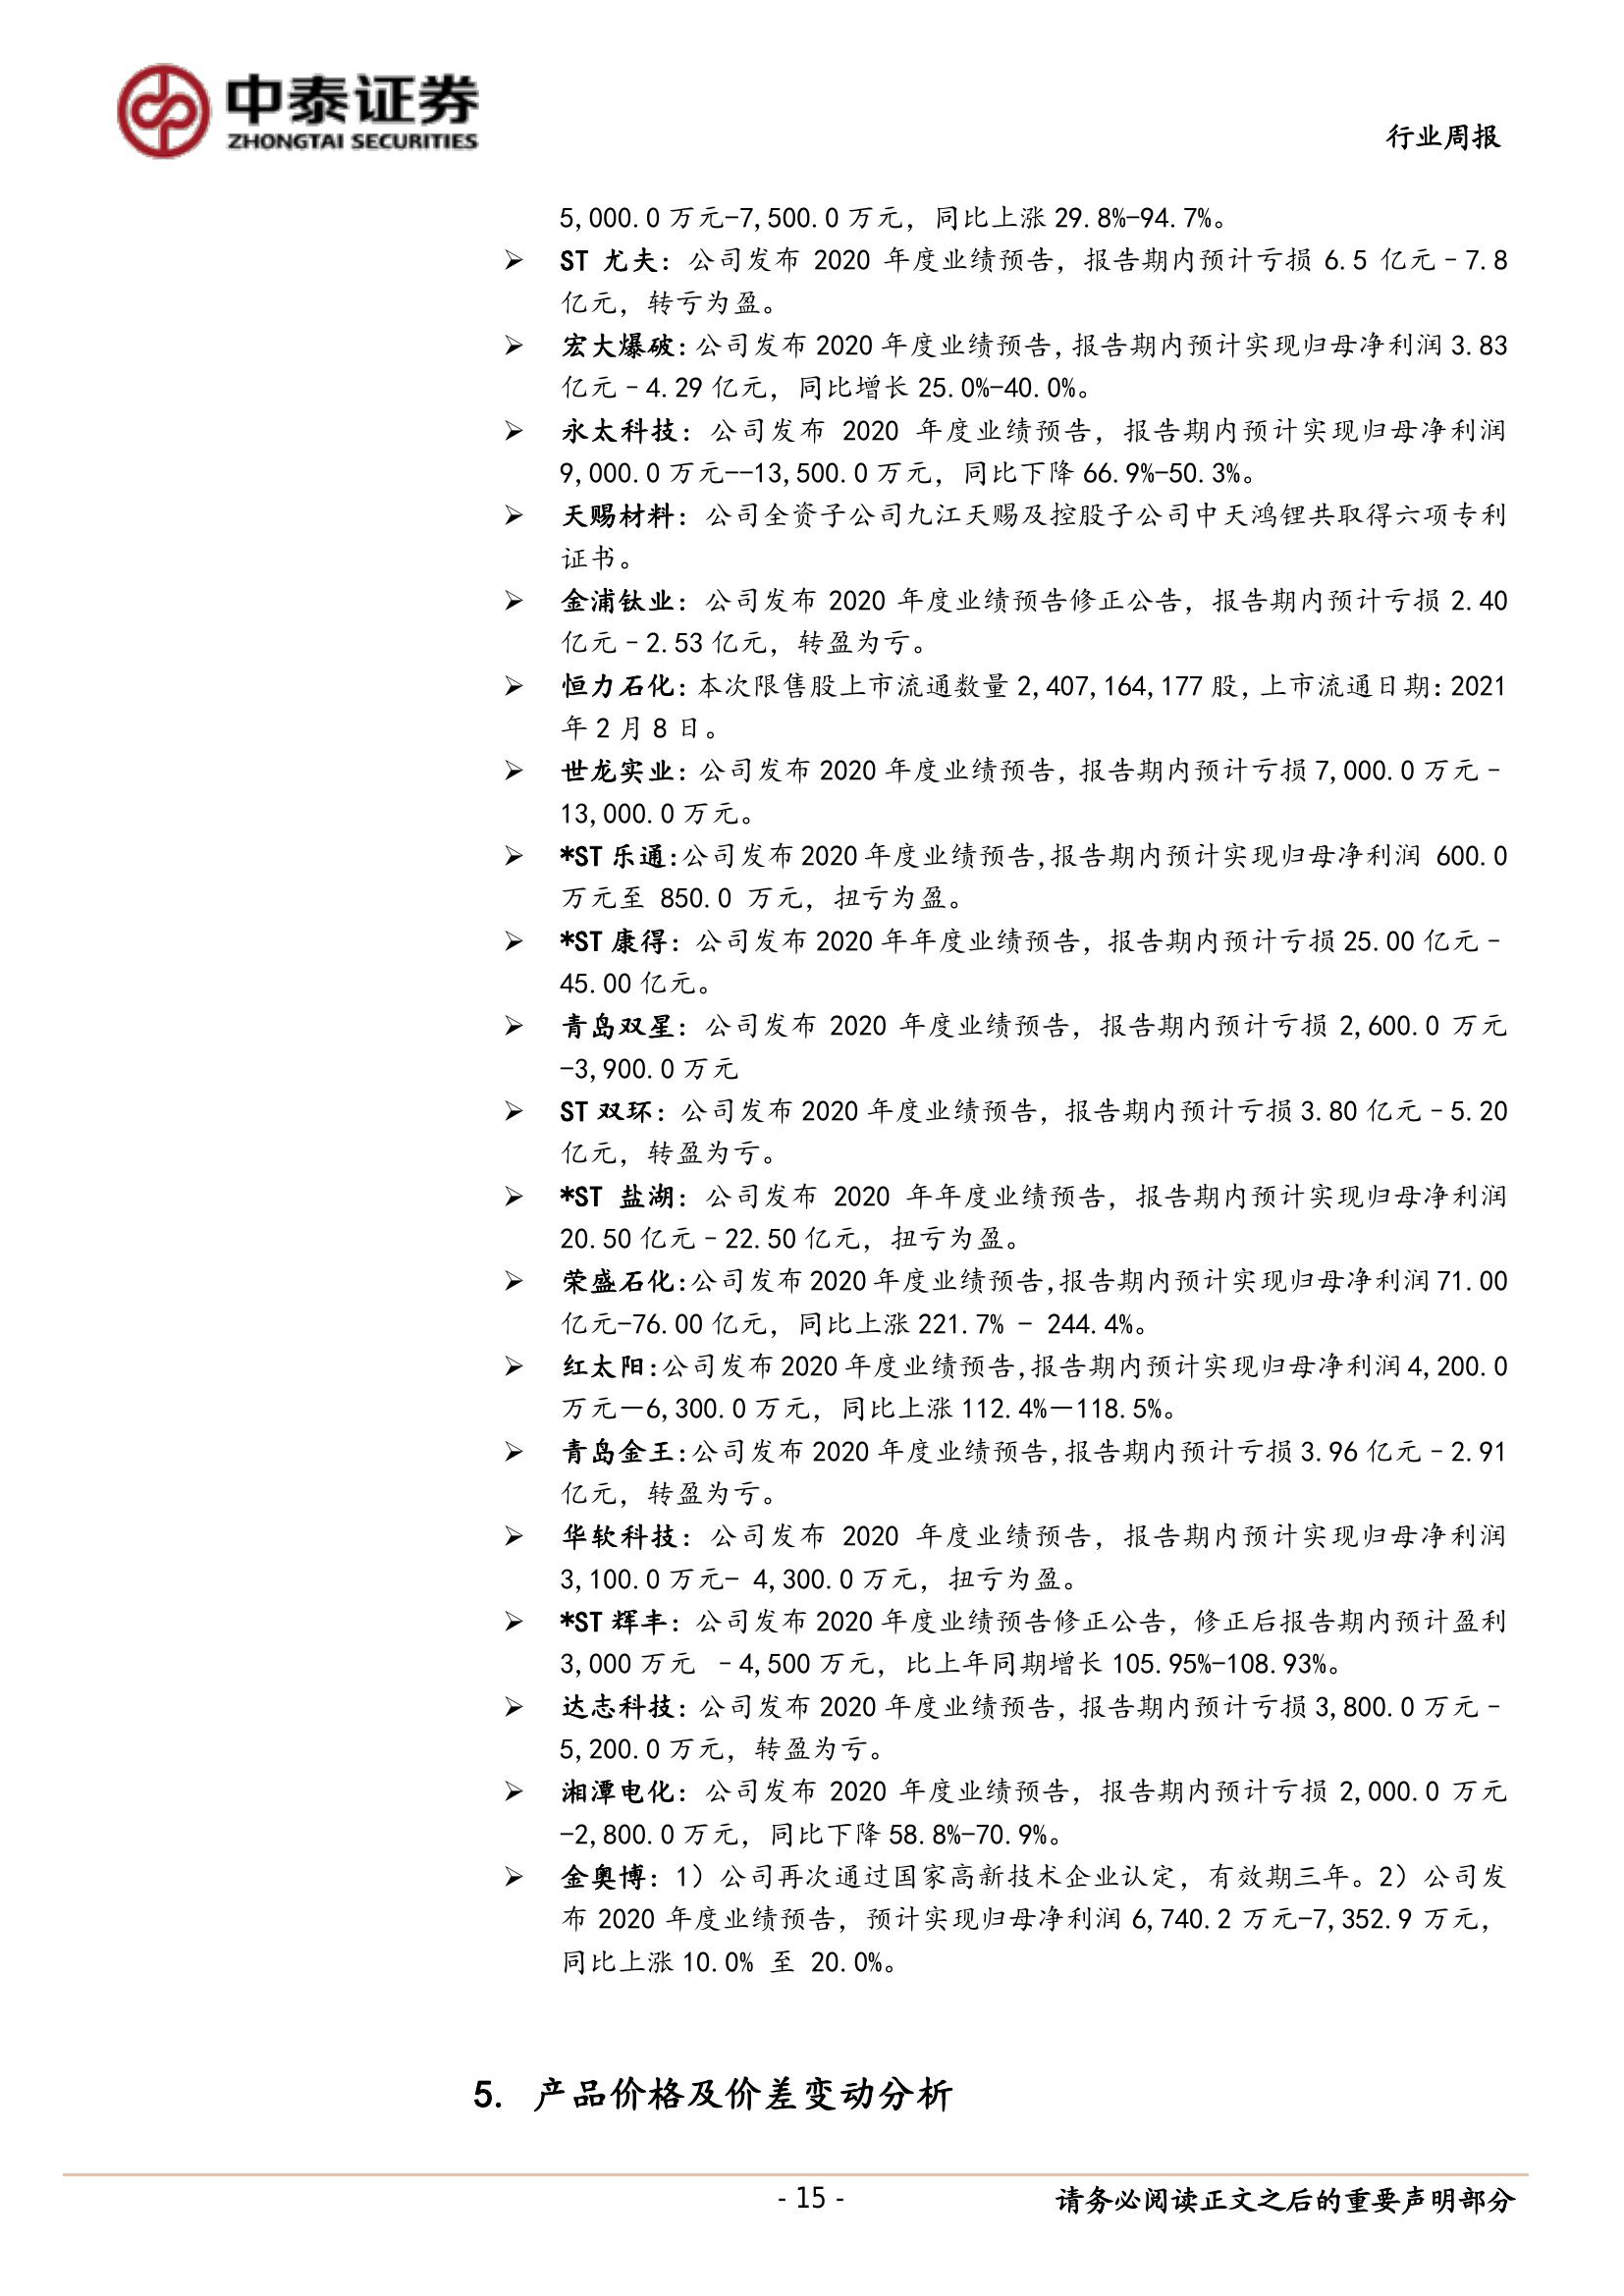 中泰证券
ZHONGTAI SECURITIES
行业周报
5,000.0 万元-7,500.0 万元，同比上涨 29.8%-94.7%。
➢ ST 尤夫：公司发布 2020 年度业绩预告，报告期内预计亏损 6.5 亿元–7.8
亿元，转亏为盈。
➢ 宏大爆破：公司发布 2020 年度业绩预告，报告期内预计实现归母净利润 3.83
亿元–4.29 亿元，同比增长 25.0%-40.0%。
➢ 永太科技：公司发布 2020 年度业绩预告，报告期内预计实现归母净利润
9,000.0 万元--13,500.0 万元，同比下降 66.9%-50.3%。
➢ 天赐材料：公司全资子公司九江天赐及控股子公司中天鸿锂共取得六项专利
证书。
➢ 金浦钛业：公司发布 2020 年度业绩预告修正公告，报告期内预计亏损 2.40
亿元–2.53 亿元，转盈为亏。
➢ 恒力石化：本次限售股上市流通数量 2,407,164,177 股，上市流通日期：2021
年 2 月 8 日。
➢ 世龙实业：公司发布 2020 年度业绩预告，报告期内预计亏损 7,000.0 万元–
13,000.0 万元。
➢ *ST 乐通：公司发布 2020 年度业绩预告，报告期内预计实现归母净利润 600.0
万元至 850.0 万元，扭亏为盈。
➢ *ST 康得：公司发布 2020 年年度业绩预告，报告期内预计亏损 25.00 亿元–
45.00 亿元。
➢ 青岛双星：公司发布 2020 年度业绩预告，报告期内预计亏损 2,600.0 万元
-3,900.0 万元
➢ ST 双环：公司发布 2020 年度业绩预告，报告期内预计亏损 3.80 亿元–5.20
亿元，转盈为亏。
➢ *ST 盐湖：公司发布 2020 年年度业绩预告，报告期内预计实现归母净利润
20.50 亿元–22.50 亿元，扭亏为盈。
➢ 荣盛石化：公司发布 2020 年度业绩预告，报告期内预计实现归母净利润 71.00
亿元-76.00 亿元，同比上涨 221.7% - 244.4%。
➢ 红太阳：公司发布 2020 年度业绩预告，报告期内预计实现归母净利润 4,200.0
万元—6,300.0 万元，同比上涨 112.4%—118.5%。
➢ 青岛金王：公司发布 2020 年度业绩预告，报告期内预计亏损 3.96 亿元–2.91
亿元，转盈为亏。
➢ 华软科技：公司发布 2020 年度业绩预告，报告期内预计实现归母净利润
3,100.0 万元- 4,300.0 万元，扭亏为盈。
➢ *ST 辉丰：公司发布 2020 年度业绩预告修正公告，修正后报告期内预计盈利
3,000 万元 –4,500 万元，比上年同期增长 105.95%-108.93%。
➢ 达志科技：公司发布 2020 年度业绩预告，报告期内预计亏损 3,800.0 万元–
5,200.0 万元，转盈为亏。
➢ 湘潭电化：公司发布 2020 年度业绩预告，报告期内预计亏损 2,000.0 万元
-2,800.0 万元，同比下降 58.8%-70.9%。
➢ 金奥博：1）公司再次通过国家高新技术企业认定，有效期三年。2）公司发
布 2020 年度业绩预告，预计实现归母净利润 6,740.2 万元-7,352.9 万元，
同比上涨 10.0% 至 20.0%。
5. 产品价格及价差变动分析
- 15 -
请务必阅读正文之后的重要声明部分